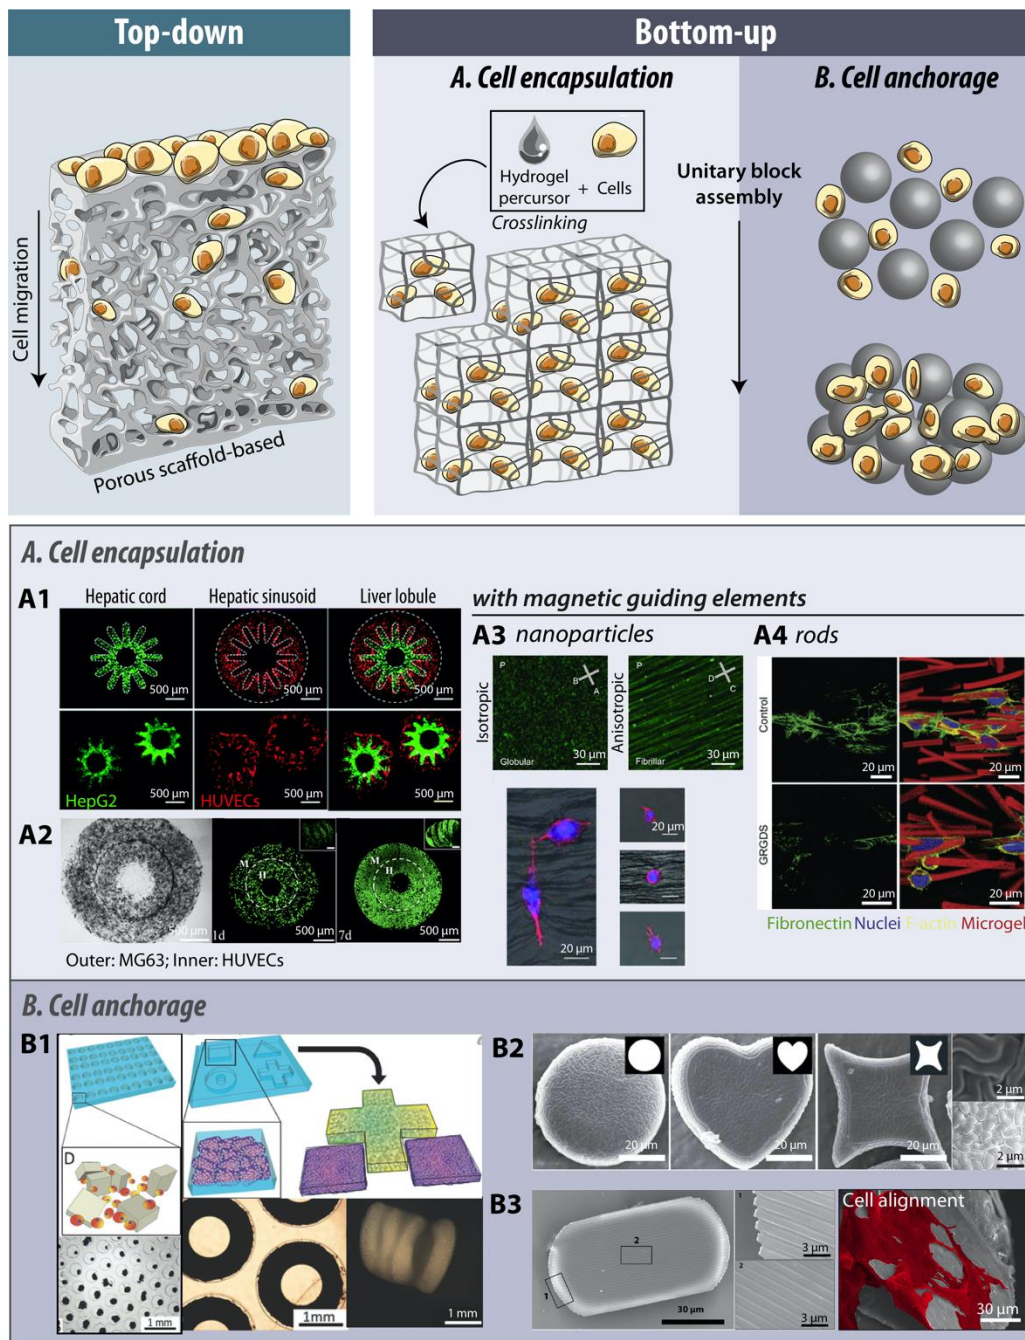 Top-down
Bottom-up
A. Cell encapsulation
B. Cell anchorage
Hydrogel
percursor
+ Cells
Crosslinking
Unitary block
assembly
Cell migration
Porous scaffold-based
A. Cell encapsulation
A1
Hepatic cord
Hepatic sinusoid
Liver lobule
500 µm
500 µm
500 µm
HepG2
500 µm
HUVECs
500 µm
500 µm
A2
500 µm
M
H
1d
500 µm
M
H
7d
500 µm
Outer: MG63; Inner: HUVECs
with magnetic guiding elements
A3 nanoparticles
Isotropic
P
B
A
Globular
30 µm
Anisotropic
P
D
C
Fibrillar
30 µm
20 µm
20 µm
A4 rods
Control
20 µm
20 µm
GRGDS
20 µm
20 µm
Fibronectin Nuclei F-actin Microgel
B. Cell anchorage
B1
D
1 mm
1mm
1 mm
B2
20 µm
20 µm
20 µm
2 µm
2 µm
B3
1
2
30 µm
1
3 µm
2
3 µm
Cell alignment
30 µm